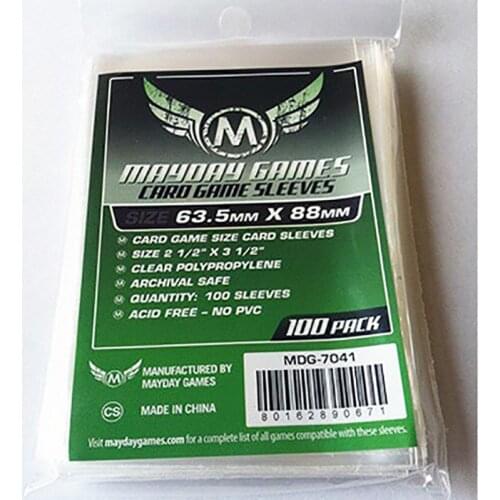 M
MAYDAY GAMES
CARD GAME SLEEVES
SIZE 63.5MM X 88MM
M CARD GAME SIZE CARD SLEEVES
M SIZE 2 1/2" X 3 1/2"
M CLEAR POLYPROPYLENE
M ARCHIVAL SAFE
M QUANTITY: 100 SLEEVES
M ACID FREE - NO PVC
100 PACK
M MANUFACTURED BY
MAYDAY GAMES
MDG-7041
80162890671
CS MADE IN CHINA
Visit maydaygames.com for a complete list of all games compatible with these sleeves.